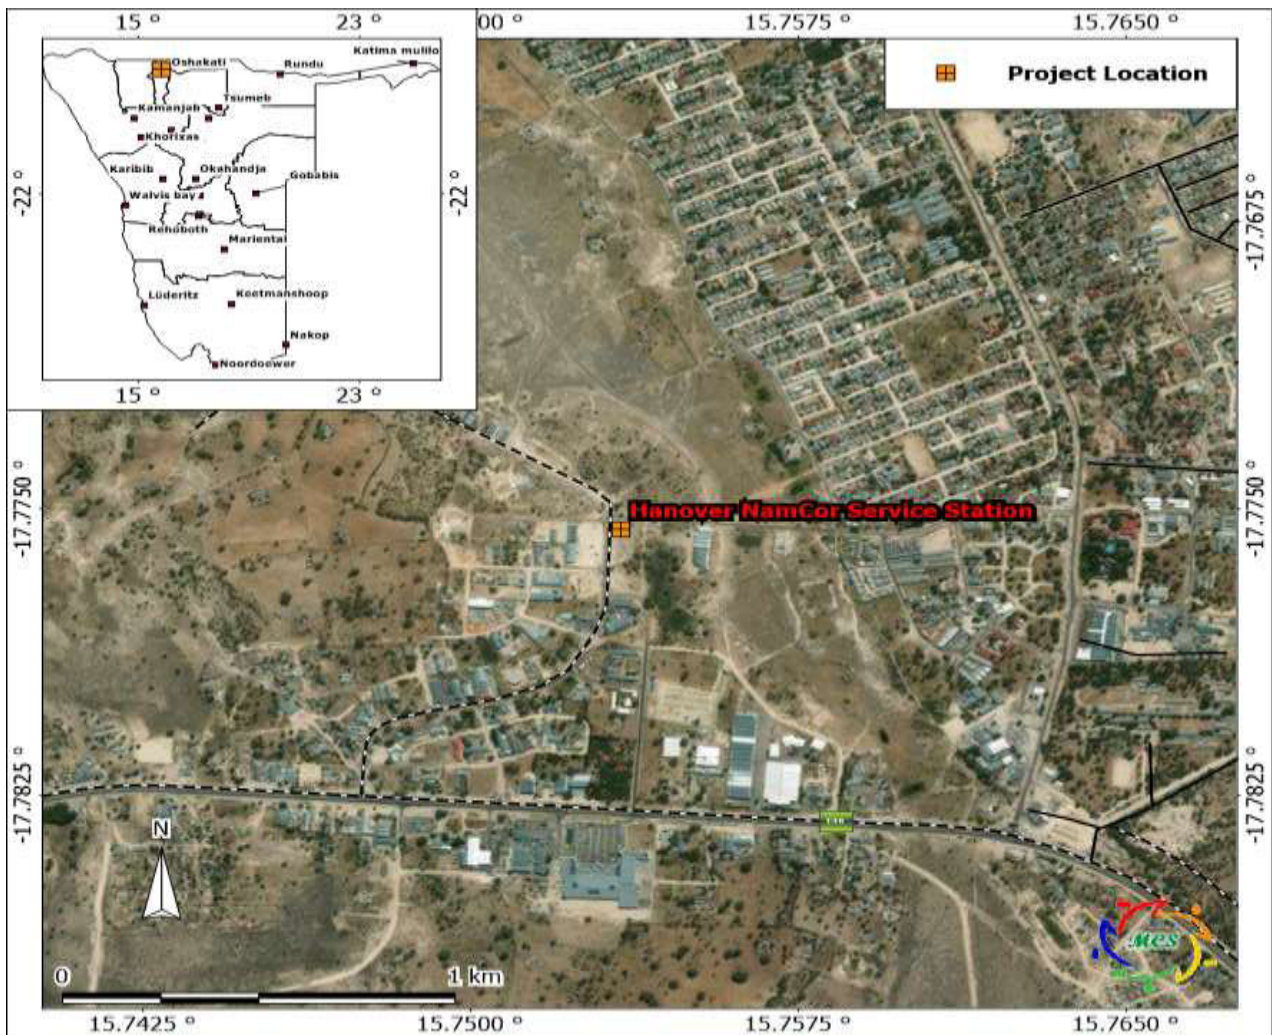 15 °
23 °
00 °
15.7575 °
15.7650 °
Project Location
Katima mulilo
Oshakati
Rundu
Tsumeb
Kamanjab
Khorixas
Karibib
Okahandja
Gobabis
Walvis bay
Rehoboth
Mariental
Lüderitz
Keetmanshoop
Nakop
Noordoewer
-22 °
-22 °
15 °
23 °
-17.7675 °
-17.7750 °
-17.7750 °
Hanover NamCor Service Station
-17.7825 °
-17.7825 °
N
MCS
0
1 km
15.7425 °
15.7500 °
15.7575 °
15.7650 °